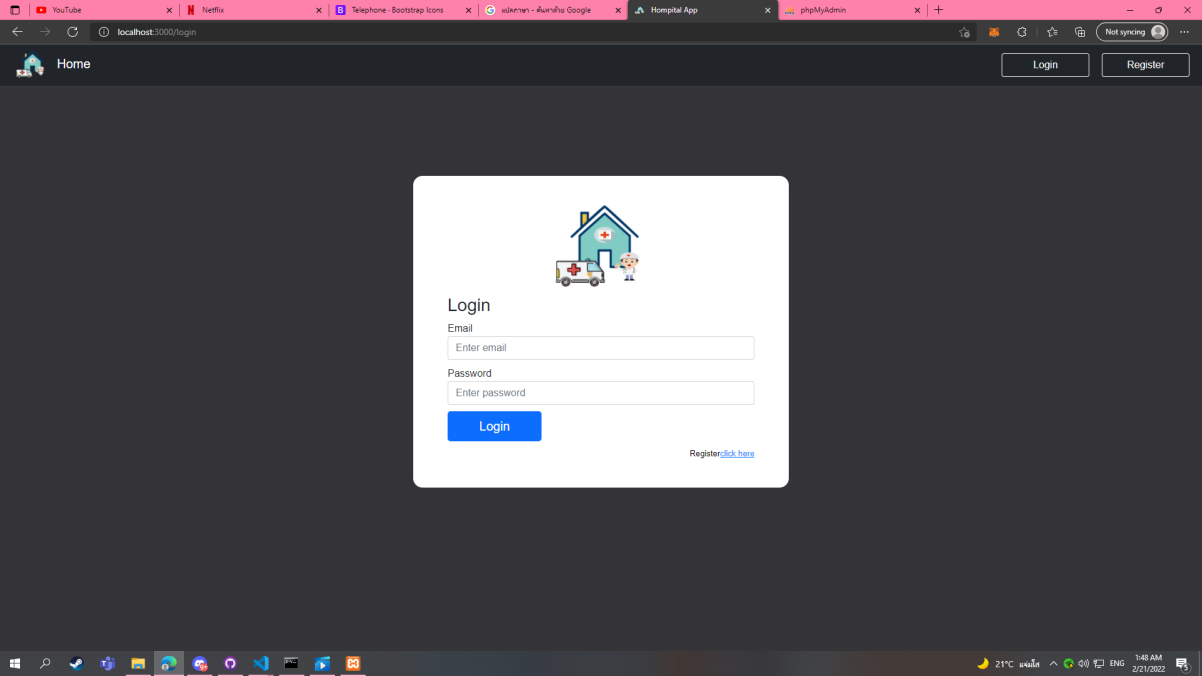 YouTube
Netflix
Telephone · Bootstrap Icons
แปลภาษา - ค้นหาด้วย Google
Hompital App
phpMyAdmin
localhost:3000/login
Not syncing
Home
Login
Register
Login
Email
Enter email
Password
Enter password
Login
Registerclick here
21°C แจ่มใส
ENG
1:48 AM
2/21/2022